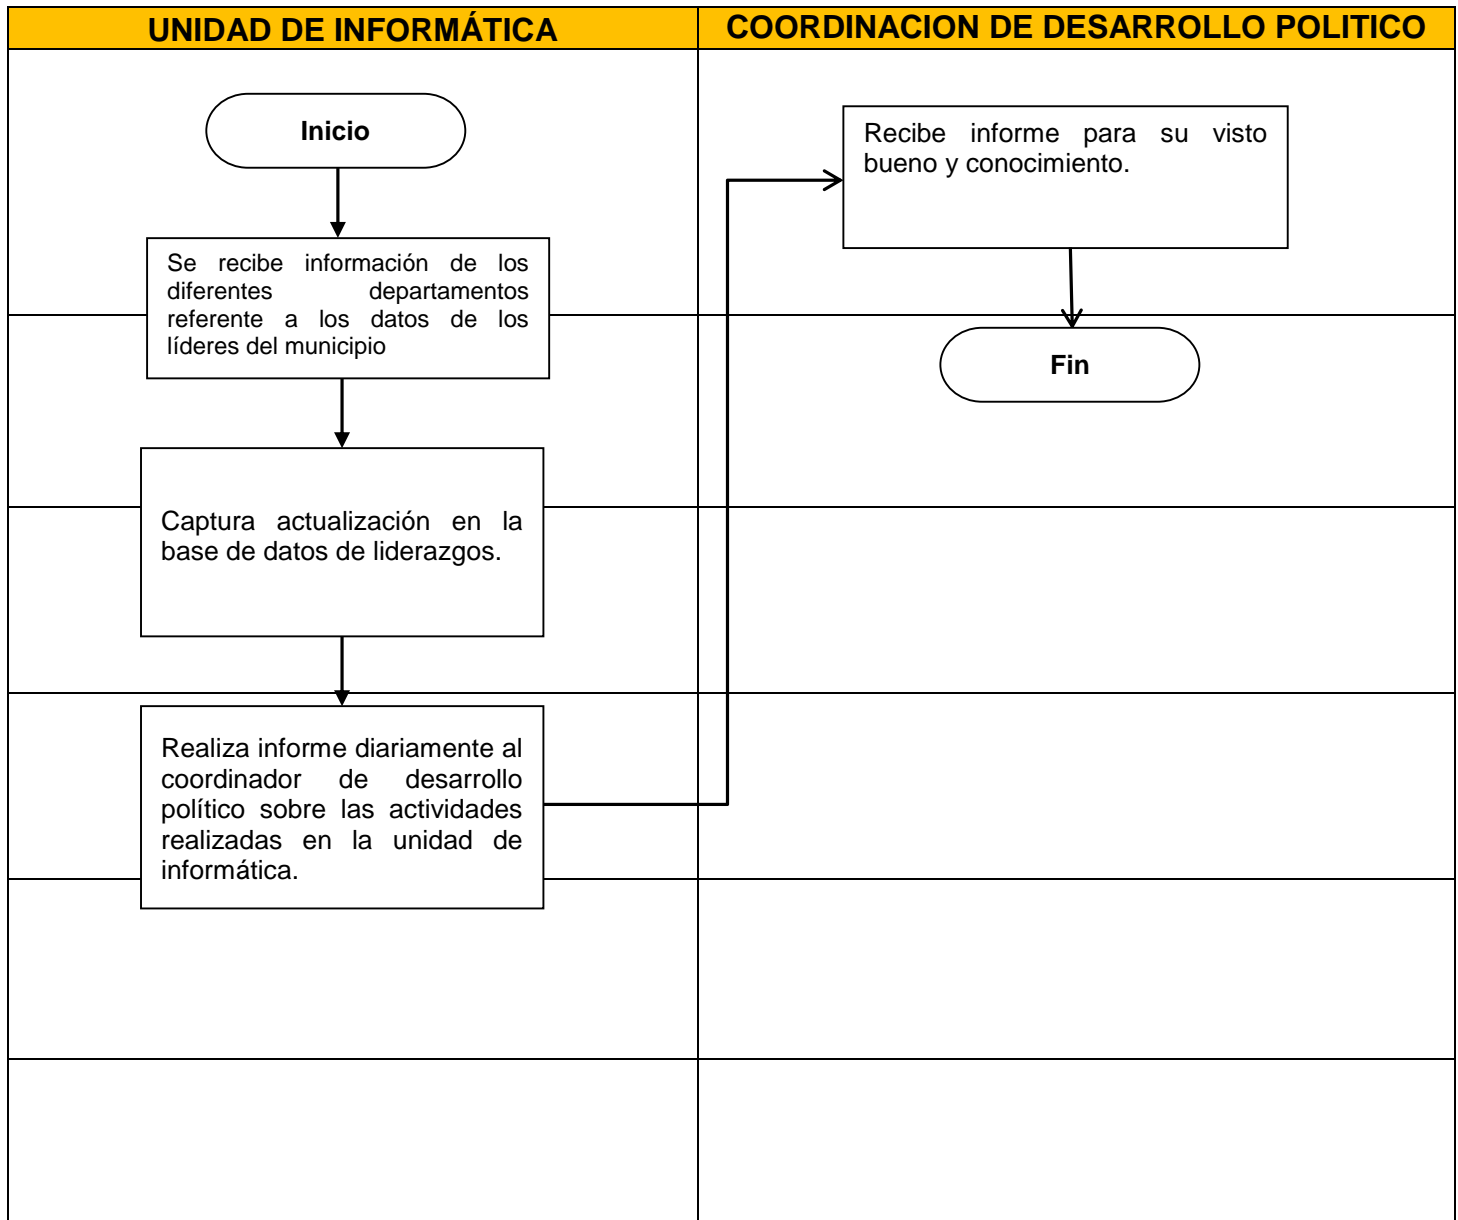 UNIDAD DE INFORMÁTICA
COORDINACION DE DESARROLLO POLITICO
Inicio
Se recibe información de los
diferentes departamentos
referente a los datos de los
líderes del municipio
Captura actualización en la
base de datos de liderazgos.
Realiza informe diariamente al
coordinador de desarrollo
político sobre las actividades
realizadas en la unidad de
informática.
Recibe informe para su visto
bueno y conocimiento.
Fin